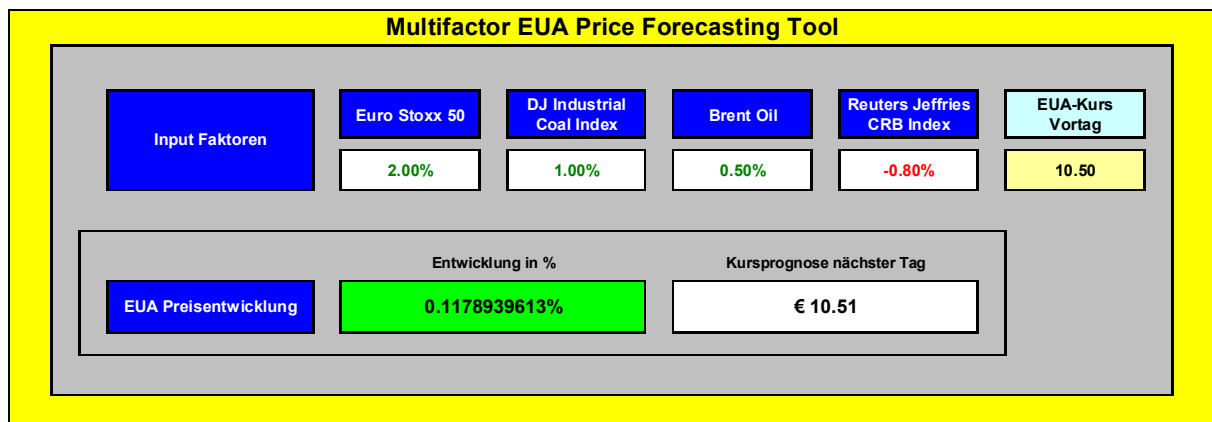 Multifactor EUA Price Forecasting Tool
Input Faktoren
Euro Stoxx 50
DJ Industrial
Coal Index
Brent Oil
Reuters Jeffries
CRB Index
EUA-Kurs
Vortag
2.00%
1.00%
0.50%
-0.80%
10.50
Entwicklung in %
Kursprognose nächster Tag
EUA Preisentwicklung
0.1178939613%
€ 10.51